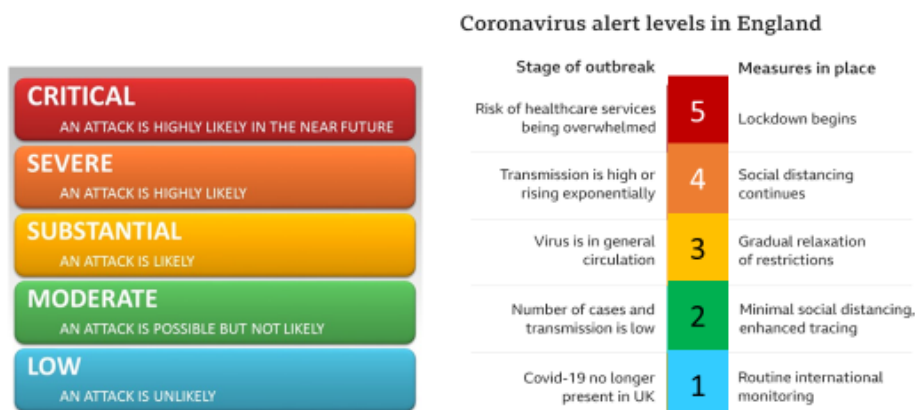 CRITICAL
AN ATTACK IS HIGHLY LIKELY IN THE NEAR FUTURE
SEVERE
AN ATTACK IS HIGHLY LIKELY
SUBSTANTIAL
AN ATTACK IS LIKELY
MODERATE
AN ATTACK IS POSSIBLE BUT NOT LIKELY
LOW
AN ATTACK IS UNLIKELY
Coronavirus alert levels in England
Stage of outbreak
Measures in place
Risk of healthcare services
being overwhelmed
5
Lockdown begins
Transmission is high or
rising exponentially
4
Social distancing
continues
Virus is in general
circulation
3
Gradual relaxation
of restrictions
Number of cases and
transmission is low
2
Minimal social distancing,
enhanced tracing
Covid-19 no longer
present in UK
1
Routine international
monitoring